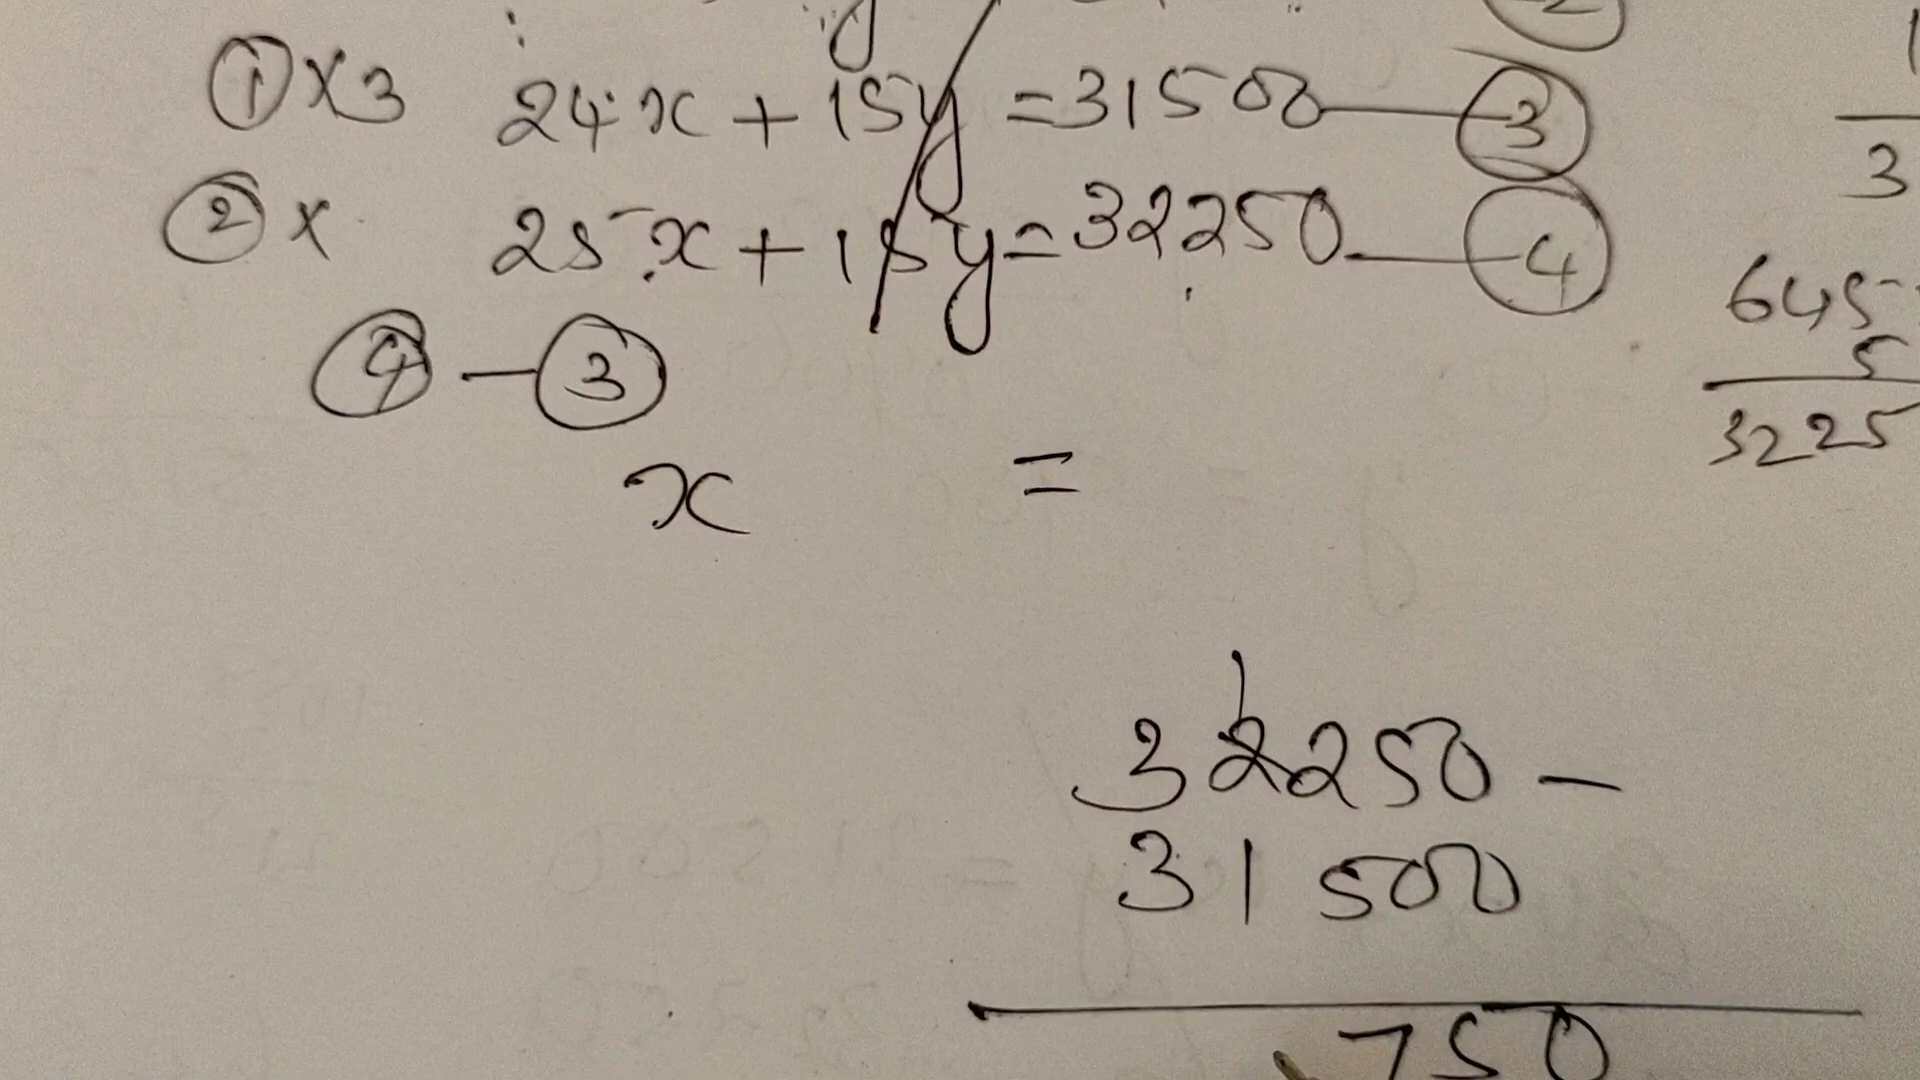 ① x 3 24x + 15y = 31500 — ③
② x 25x + 15y = 32250 — ④
④ — ③
x =
3
645
5
3225
32250 —
31500
750